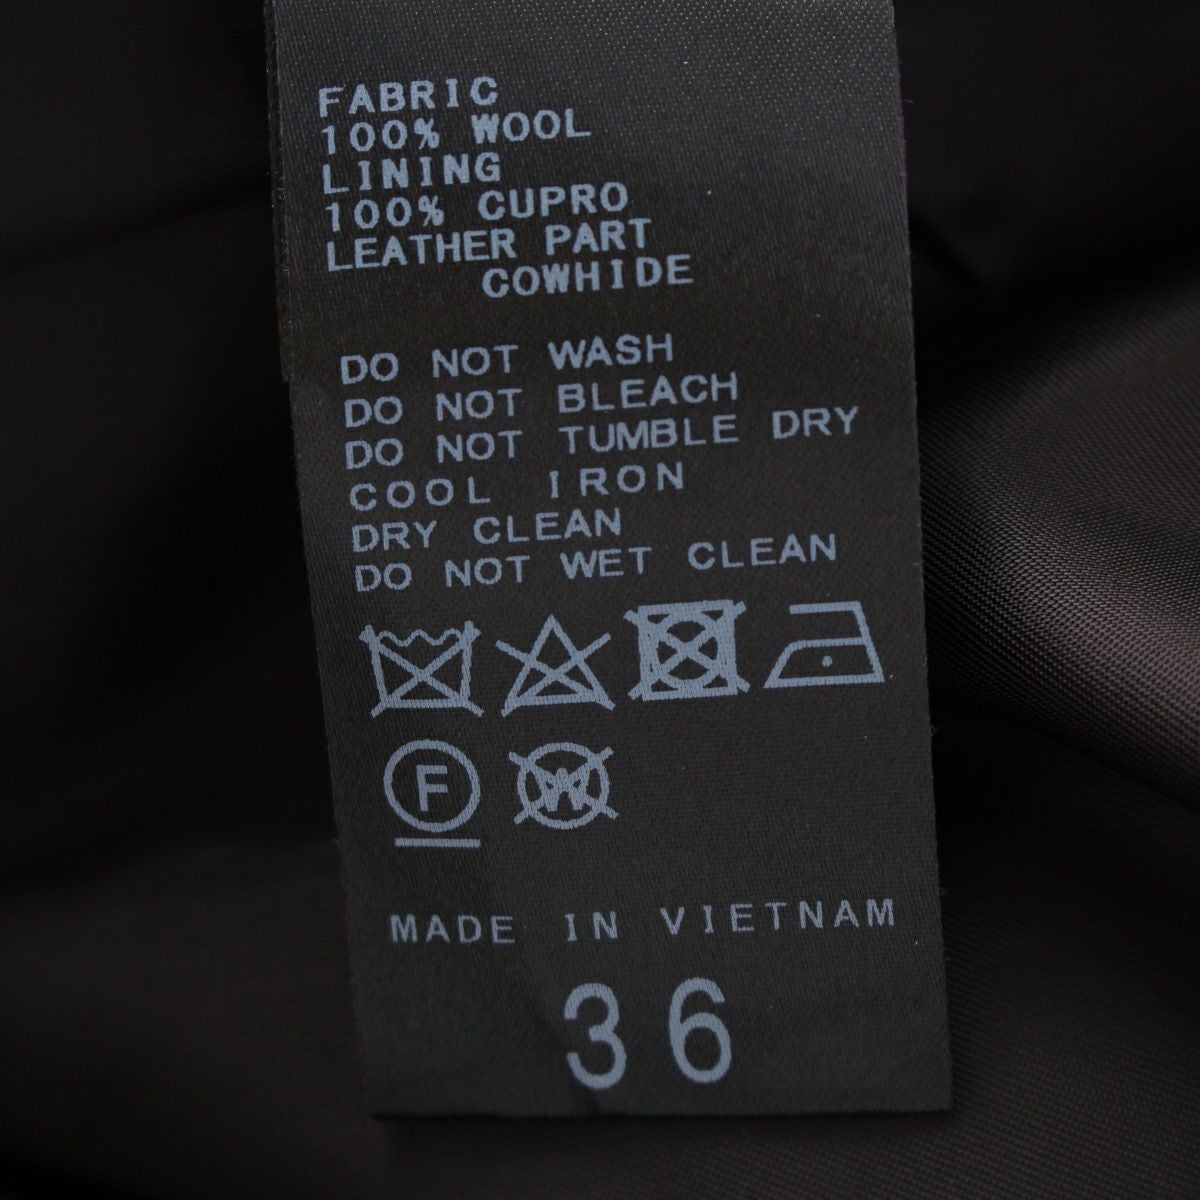 FABRIC
100% WOOL
LINING
100% CUPRO
LEATHER PART
COWHIDE
DO NOT WASH
DO NOT BLEACH
DO NOT TUMBLE DRY
COOL IRON
DRY CLEAN
DO NOT WET CLEAN
F W
MADE IN VIETNAM
36